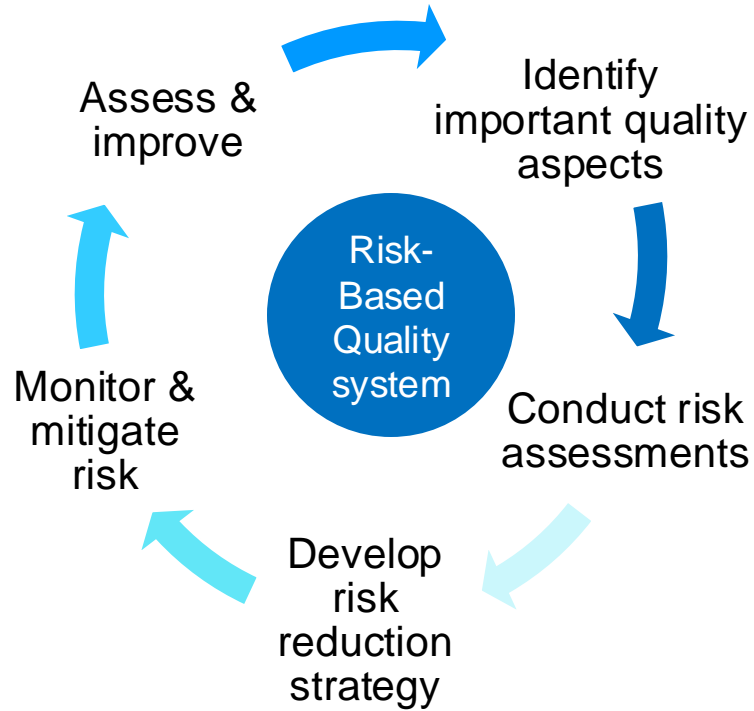 Assess &
improve
Identify
important quality
aspects
Risk-
Based
Quality
system
Monitor &
mitigate
risk
Conduct risk
assessments
Develop
risk
reduction
strategy